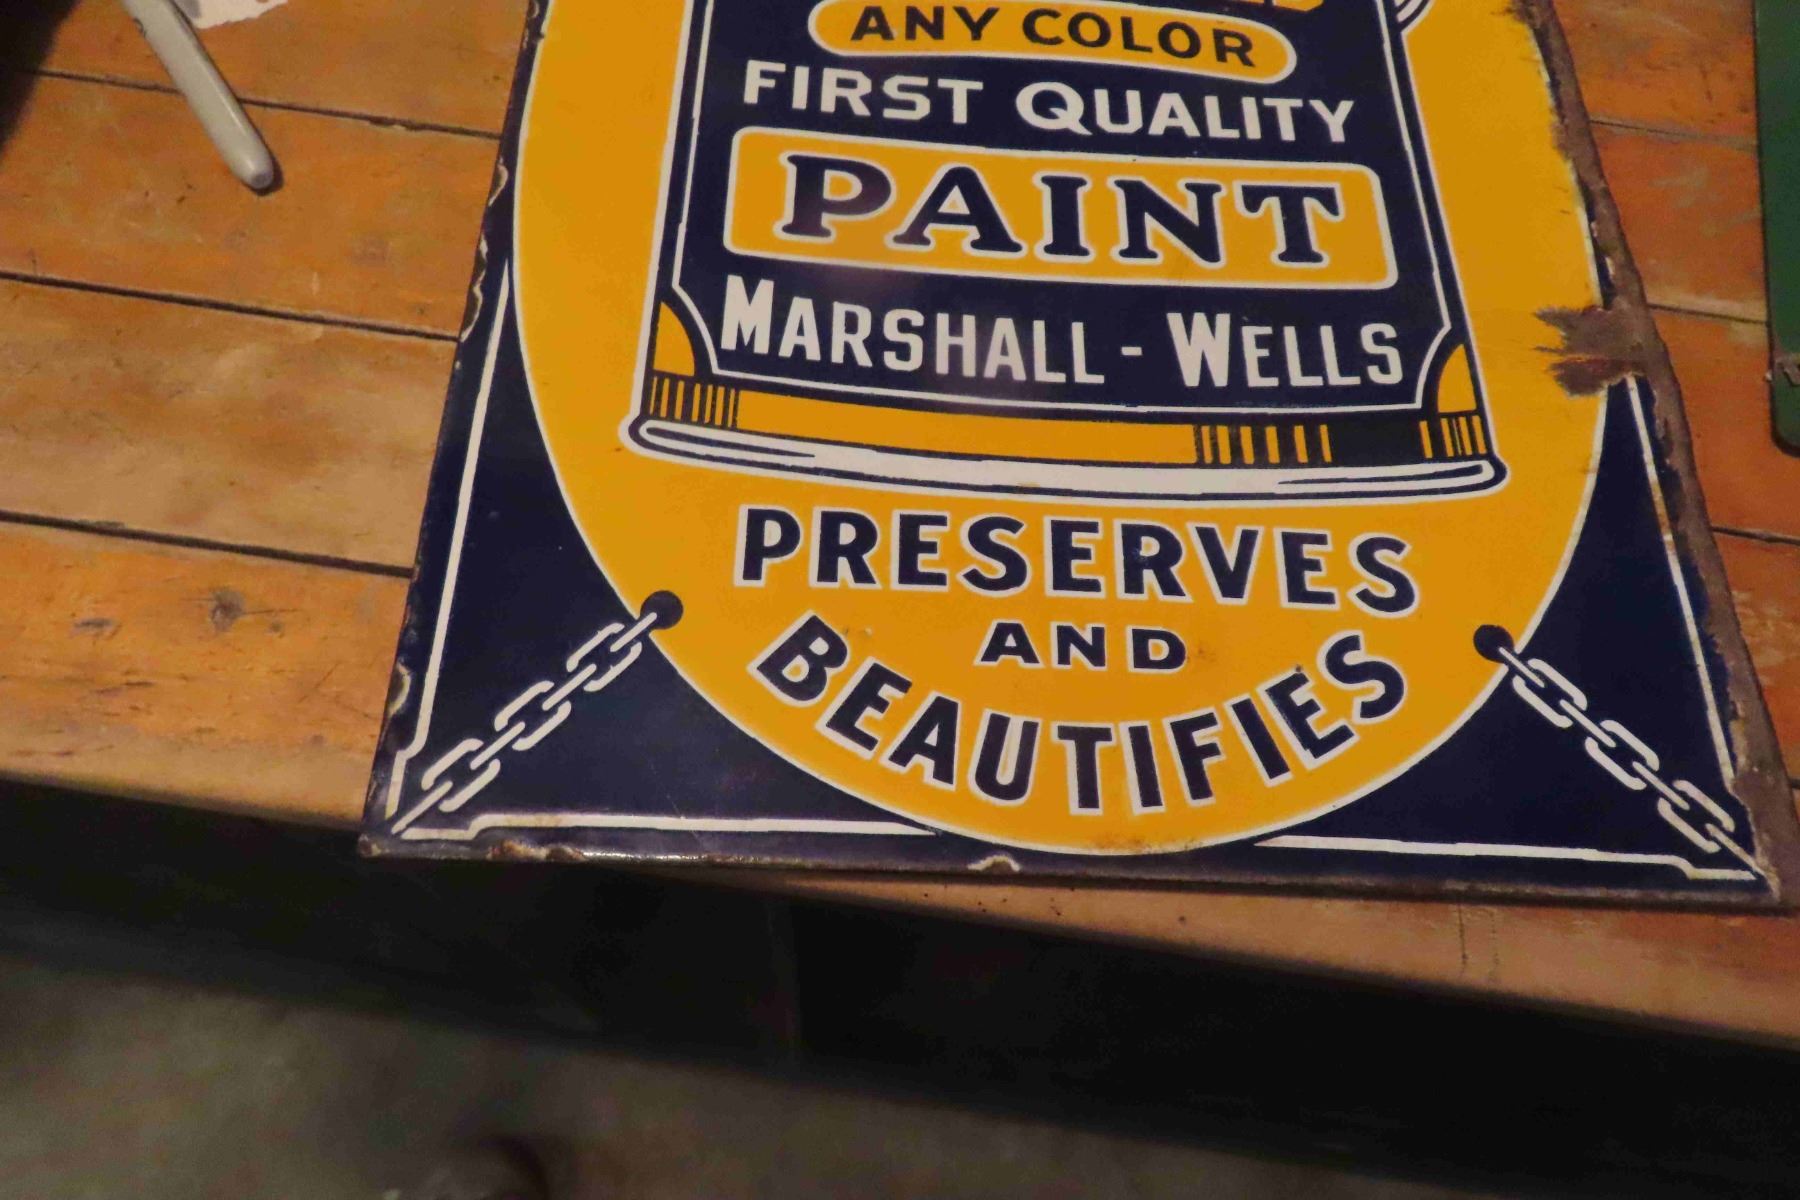 ANY COLOR
FIRST QUALITY
PAINT
MARSHALL - WELLS
PRESERVES
AND
BEAUTIFIES